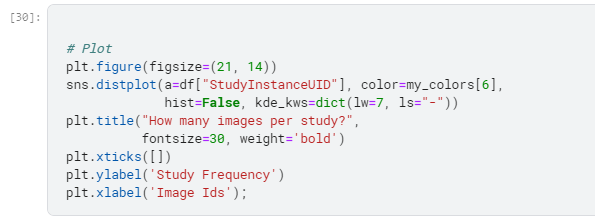 [30]:
# Plot
plt.figure(figsize=(21, 14))
sns.distplot(a=df["StudyInstanceUID"], color=my_colors[6],
             hist=False, kde_kws=dict(lw=7, ls="-"))
plt.title("How many images per study?",
          fontsize=30, weight='bold')
plt.xticks([])
plt.ylabel('Study Frequency')
plt.xlabel('Image Ids');